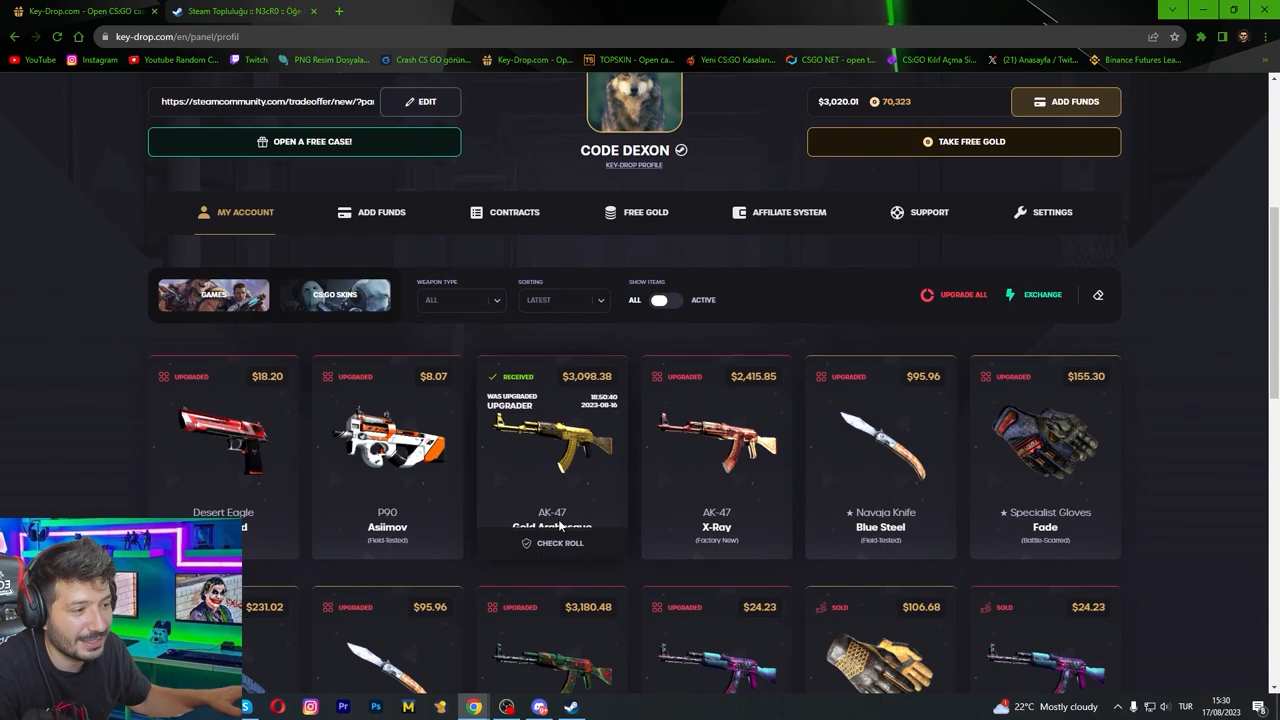 Key-Drop.com - Open CS:GO cas
Steam Topluluğu :: N3CR0 :: Öğe
key-drop.com/en/panel/profil
YouTube
Instagram
Youtube Random C...
Twitch
PNG Resim Dosyala...
Crash CS GO görün...
Key-Drop.com - Op...
TOPSKIN - Open ca...
Yeni CS:GO Kasaları...
CSGO NET - open t...
CS:GO Kılıf Açma Si...
(21) Anasayfa / Twit...
Binance Futures Lea...
https://steamcommunity.com/tradeoffer/new/?par
EDIT
$3,020.01
70,323
ADD FUNDS
OPEN A FREE CASE!
CODE DEXON
KEY-DROP PROFILE
TAKE FREE GOLD
MY ACCOUNT
ADD FUNDS
CONTRACTS
FREE GOLD
AFFILIATE SYSTEM
SUPPORT
SETTINGS
GAMES
CS:GO SKINS
WEAPON TYPE
ALL
SORTING
LATEST
SHOW ITEMS
ALL
ACTIVE
UPGRADE ALL
EXCHANGE
UPGRADED
$18.20
Desert Eagle
UPGRADED
$8.07
P90
Asiimov
(Field-Tested)
RECEIVED
$3,098.38
WAS UPGRADED
UPGRADER
18:50:40
2023-08-16
AK-47
Gold Arabesque
CHECK ROLL
UPGRADED
$2,415.85
AK-47
X-Ray
(Factory New)
UPGRADED
$95.96
★ Navaja Knife
Blue Steel
(Field-Tested)
UPGRADED
$155.30
★ Specialist Gloves
Fade
(Battle-Scarred)
$231.02
UPGRADED
$95.96
UPGRADED
$3,180.48
UPGRADED
$24.23
SOLD
$106.68
SOLD
$24.23
22°C Mostly cloudy
TUR
15:30
17/08/2023